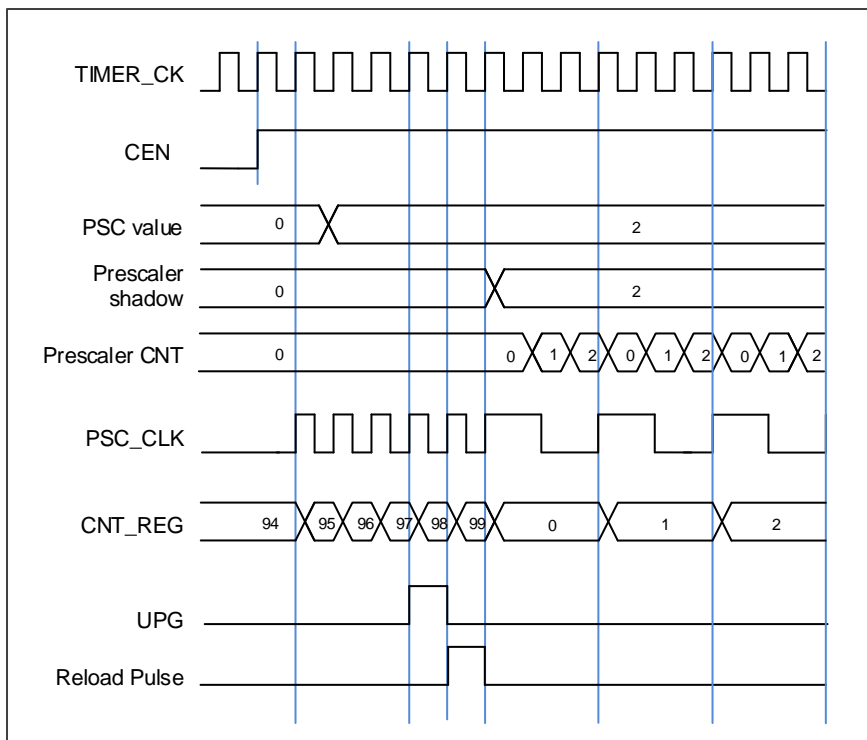 TIMER_CK
CEN
PSC value 0 2
Prescaler
shadow 0 2
Prescaler CNT 0 0 1 2 0 1 2 0 1 2
PSC_CLK
CNT_REG 94 95 96 97 98 99 0 1 2
UPG
Reload Pulse